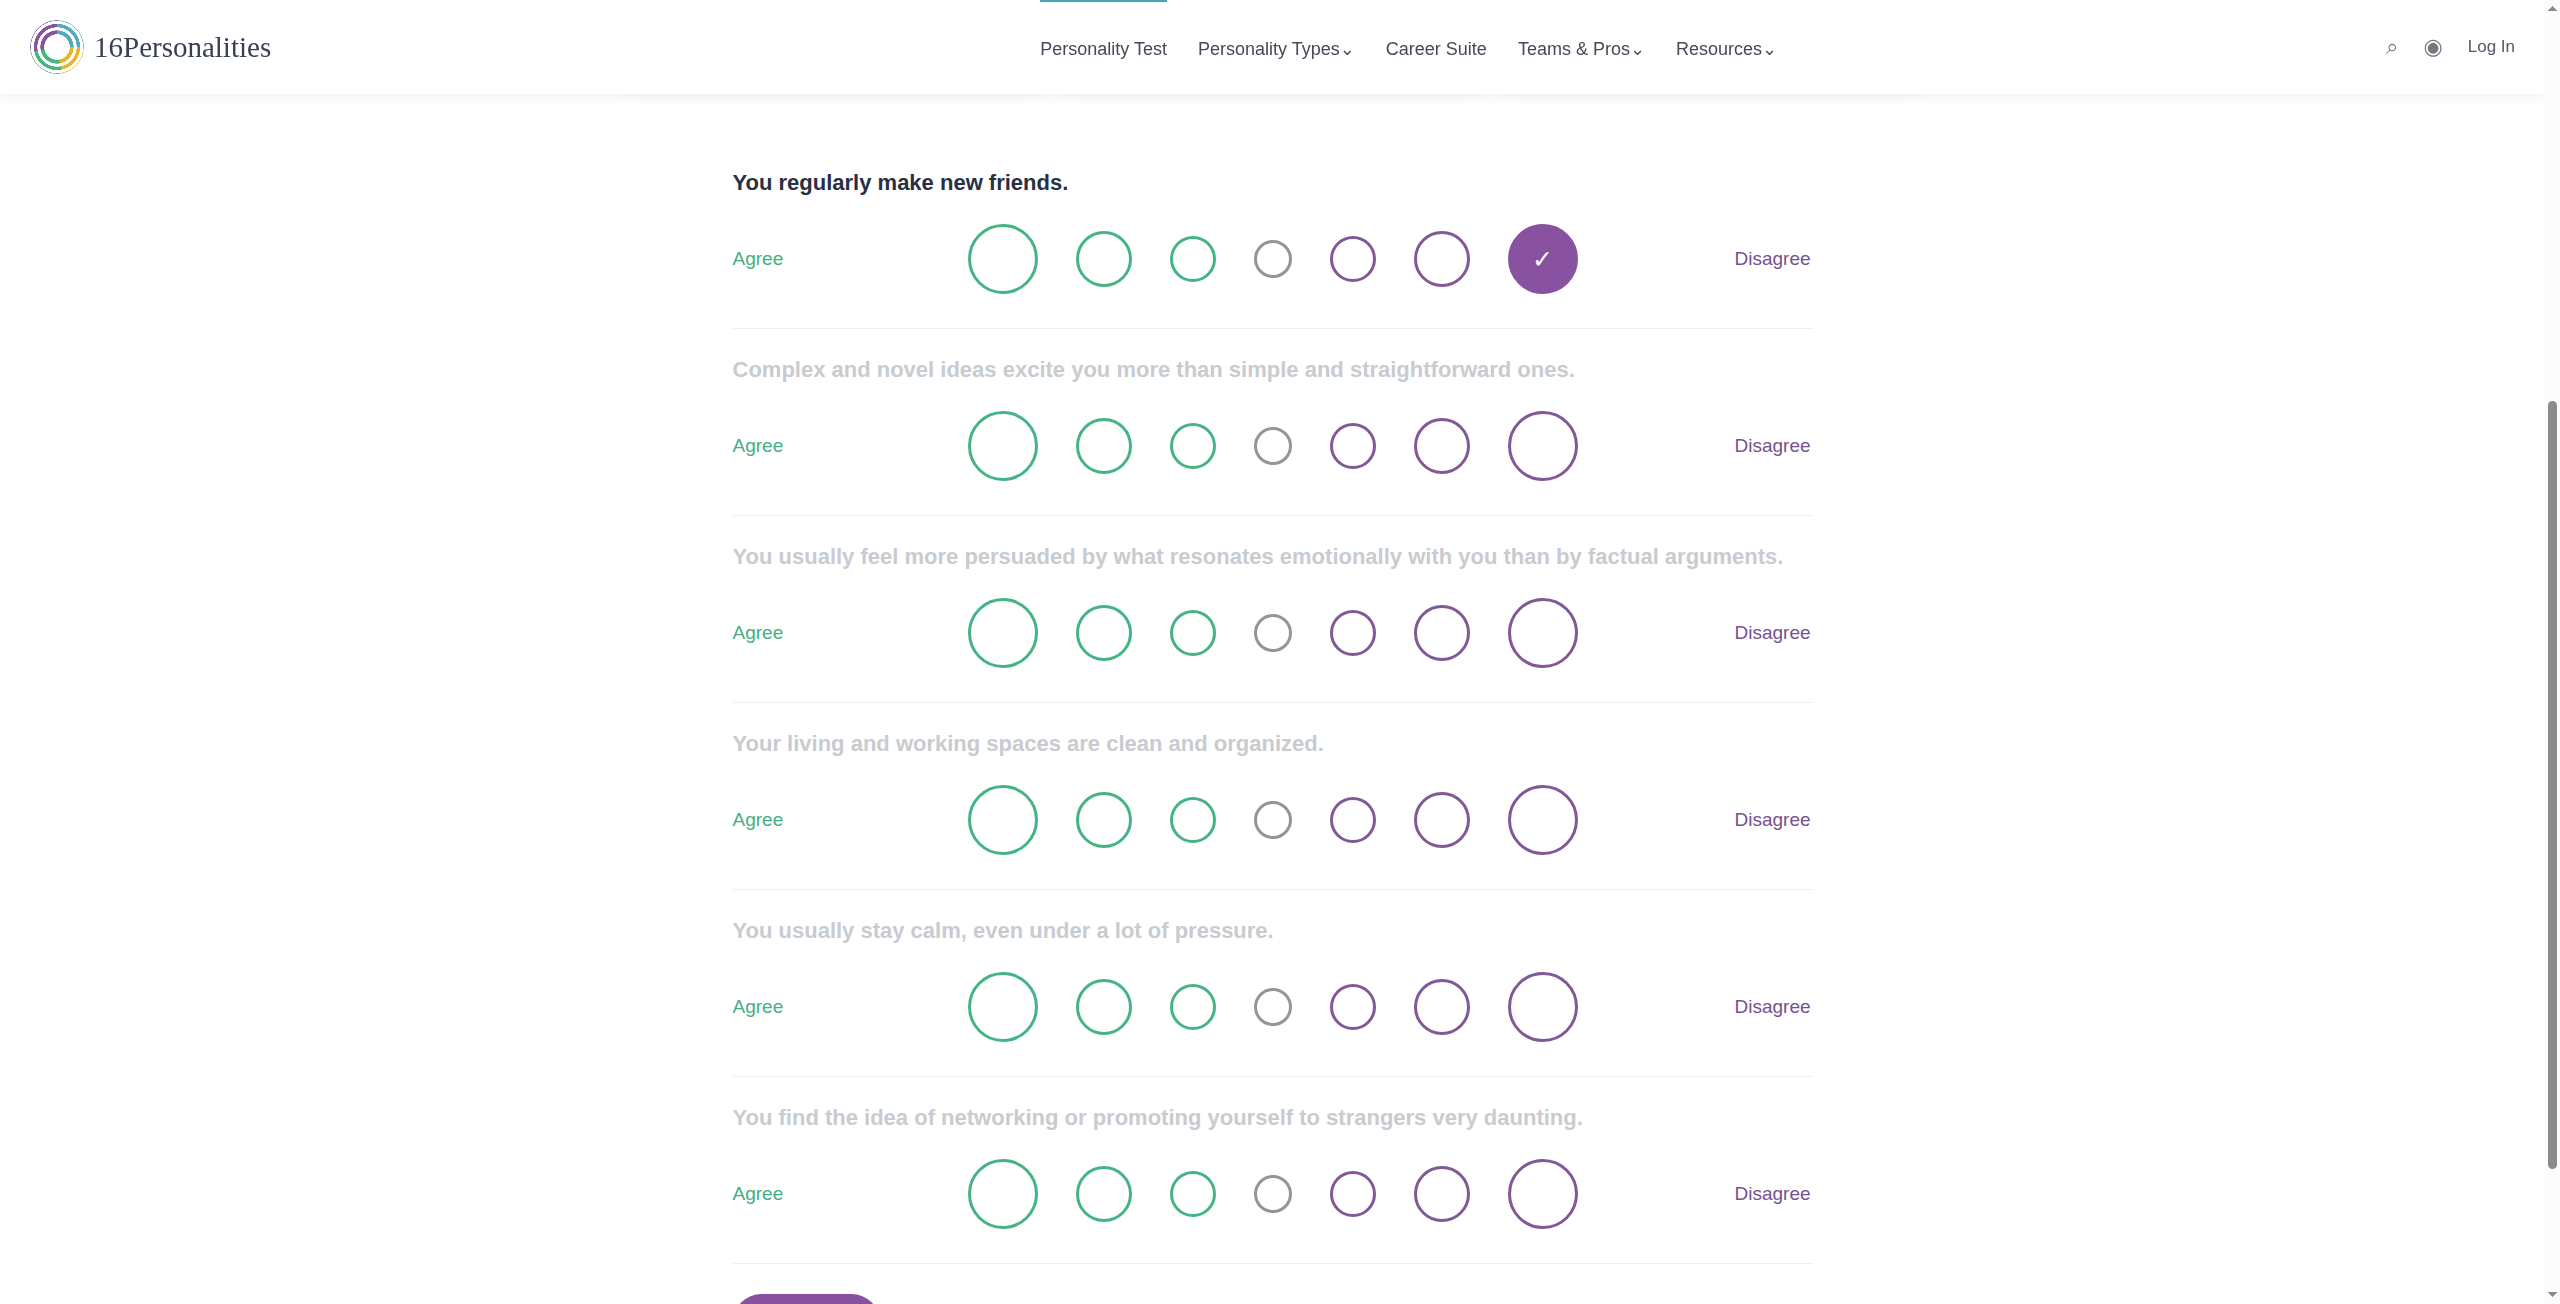 16Personalities
Personality Test Personality Types Career Suite Teams & Pros Resources Log In
You regularly make new friends.
Agree Disagree
Complex and novel ideas excite you more than simple and straightforward ones.
Agree Disagree
You usually feel more persuaded by what resonates emotionally with you than by factual arguments.
Agree Disagree
Your living and working spaces are clean and organized.
Agree Disagree
You usually stay calm, even under a lot of pressure.
Agree Disagree
You find the idea of networking or promoting yourself to strangers very daunting.
Agree Disagree